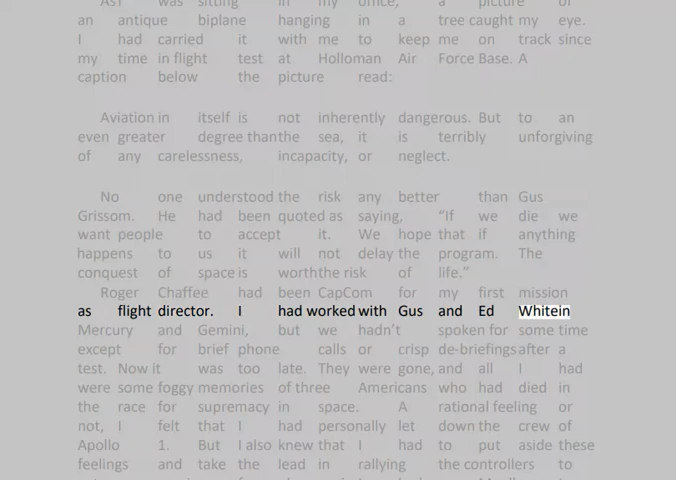 As I was sitting in my office, a picture of
an antique biplane hanging in a tree caught my eye.
I had carried it with me to keep me on track since
my time in flight test at Holloman Air Force Base. A
caption below the picture read:
Aviation in itself is not inherently dangerous. But to an
even greater degree thanthe sea, it is terribly unforgiving
of any carelessness, incapacity, or neglect.
No one understood the risk any better than Gus
Grissom. He had been quoted as saying, “If we die we
want people to accept it. We hope that if anything
happens to us it will not delay the program. The
conquest of space is worththe risk of life.”
Roger Chaffee had been CapCom for my first mission
as flight director. I had worked with Gus and Ed Whitein
Mercury and Gemini, but we hadn’t spoken for some time
except for brief phone calls or crisp de-briefings after a
test. Now it was too late. They were gone, and all I had
were some foggy memories of three Americans who had died in
the race for supremacy in space. A rational feeling or
not, I felt that I had personally let down the crew of
Apollo 1. But I also knew that I had to put aside these
feelings and take the lead in rallying the controllers to